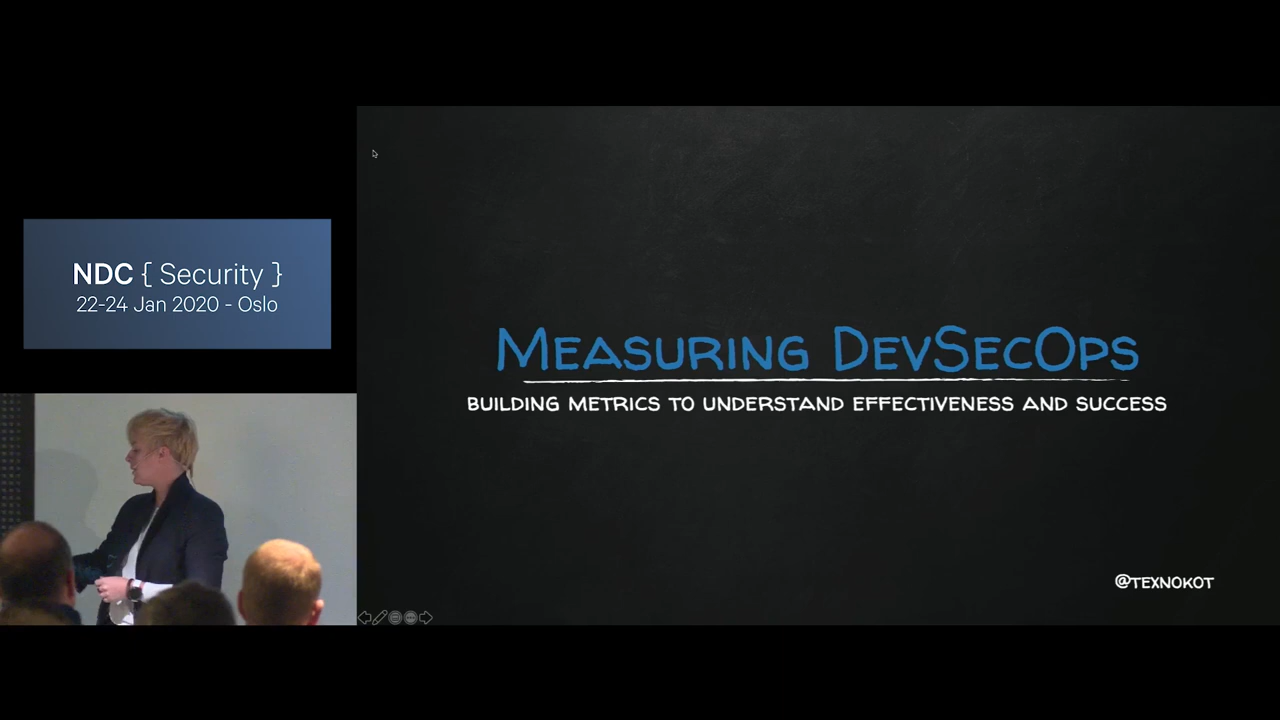 NDC { Security }
22-24 Jan 2020 - Oslo
Measuring DevSecOps
building metrics to understand effectiveness and success
@texnokot